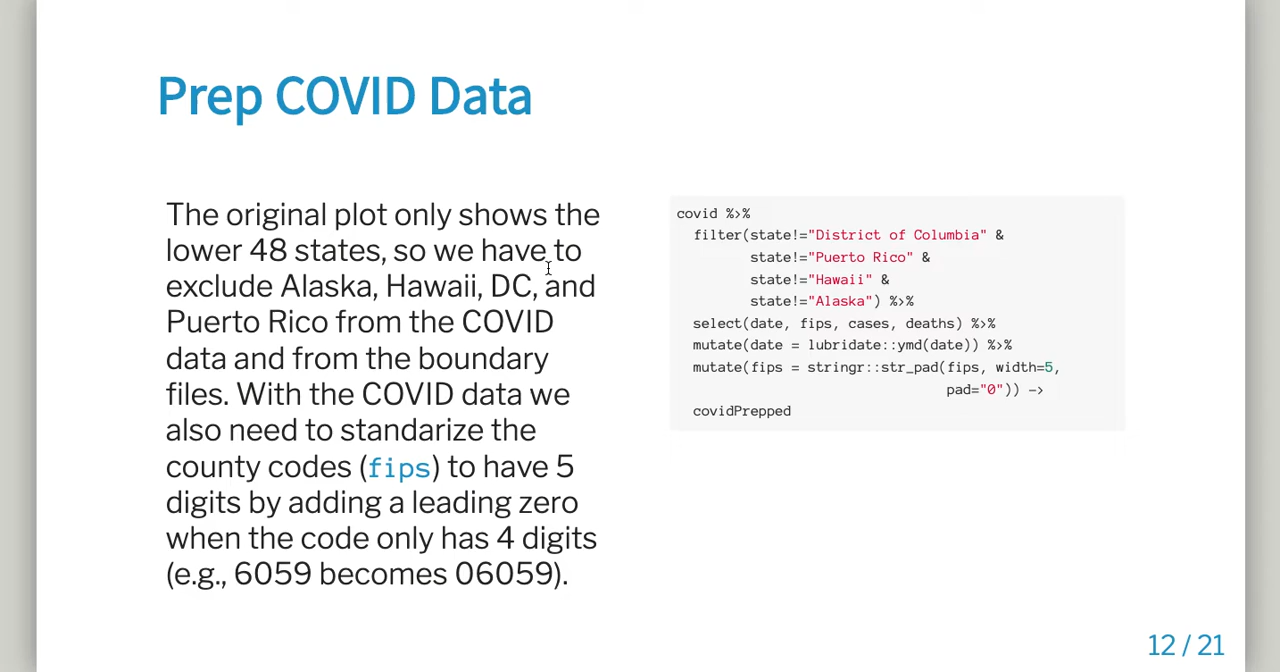 Prep COVID Data
The original plot only shows the
lower 48 states, so we have to
exclude Alaska, Hawaii, DC, and
Puerto Rico from the COVID
data and from the boundary
files. With the COVID data we
also need to standarize the
county codes (fips) to have 5
digits by adding a leading zero
when the code only has 4 digits
(e.g., 6059 becomes 06059).
covid %>%
  filter(state!="District of Columbia" &
         state!="Puerto Rico" &
         state!="Hawaii" &
         state!="Alaska") %>%
  select(date, fips, cases, deaths) %>%
  mutate(date = lubridate::ymd(date)) %>%
  mutate(fips = stringr::str_pad(fips, width=5,
                                 pad="0")) ->
  covidPrepped
12 / 21